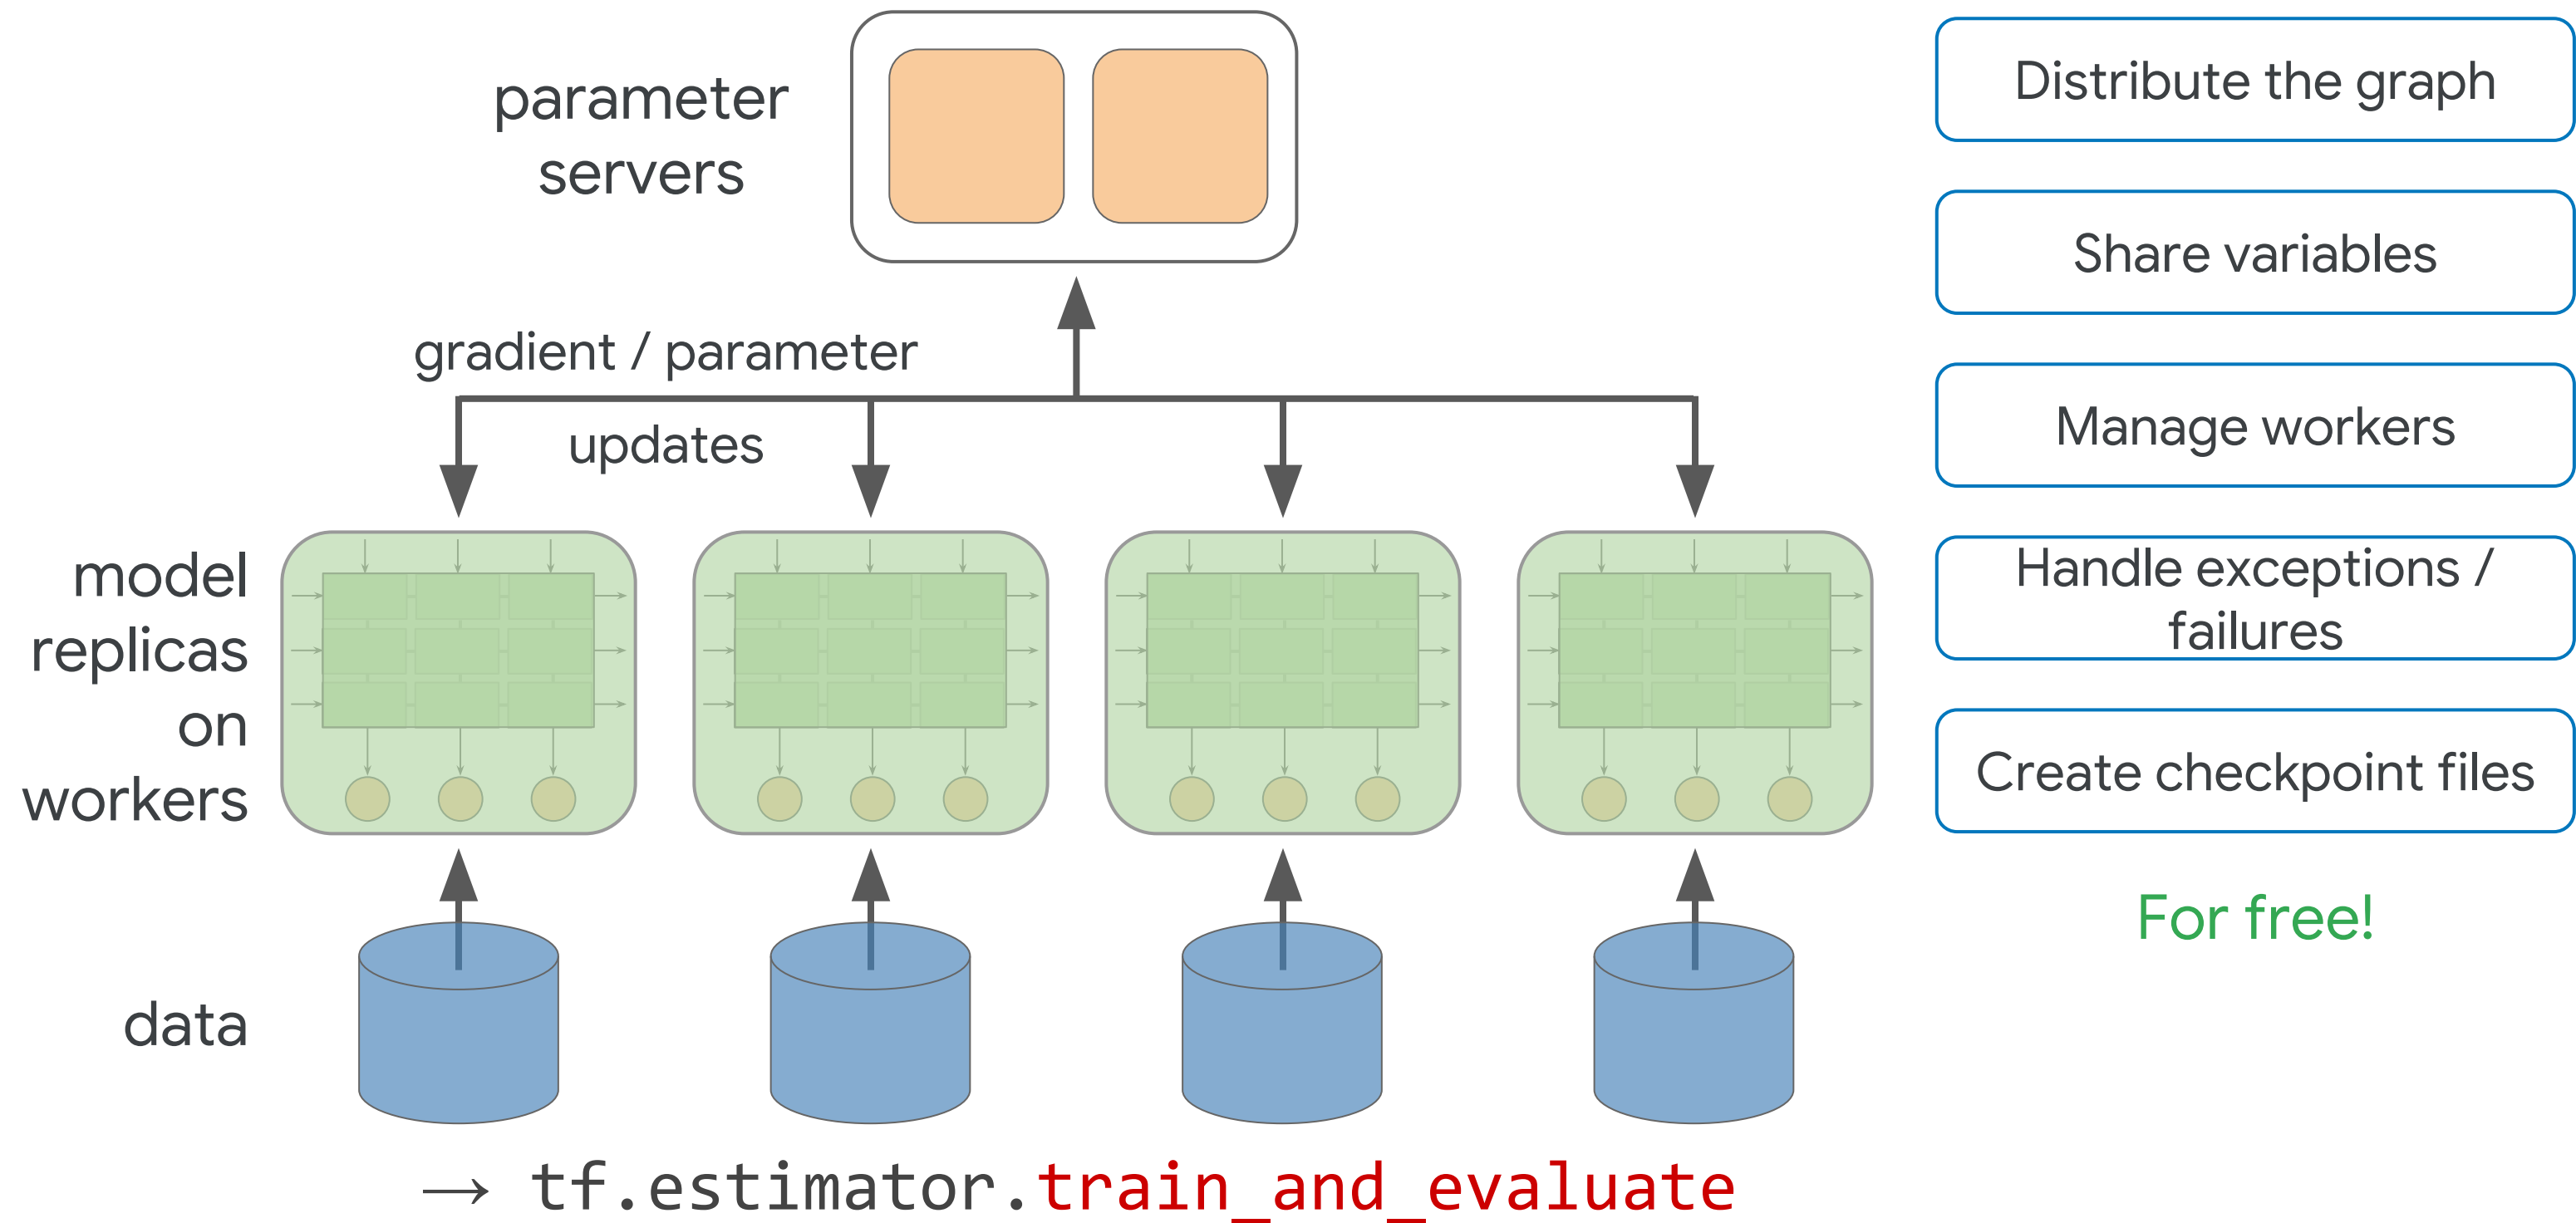 parameter
servers
gradient / parameter
updates
model
replicas
on
workers
data
→ tf.estimator.train_and_evaluate
Distribute the graph
Share variables
Manage workers
Handle exceptions /
failures
Create checkpoint files
For free!